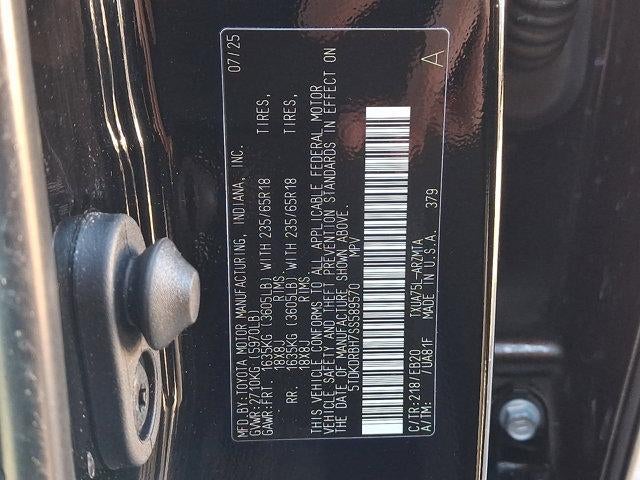 MFD.BY:TOYOTA MOTOR MANUFACTURING, INDIANA, INC. 07/25
GVWR:2710KG (5970LB)
GAWR:FRT. 1635KG (3605LB) WITH 235/65R18 TIRES,
18X8J RIMS,
RR. 1635KG (3605LB) WITH 235/65R18 TIRES,
18X8J RIMS.
THIS VEHICLE CONFORMS TO ALL APPLICABLE FEDERAL MOTOR
VEHICLE SAFETY AND THEFT PREVENTION STANDARDS IN EFFECT ON
THE DATE OF MANUFACTURE SHOWN ABOVE.
5TDKDRBH7SS589570 MPV
C/TR:218/EB20 TXUA75L-ARZMTA 379 A
A/TM: /UA81F MADE IN U.S.A.